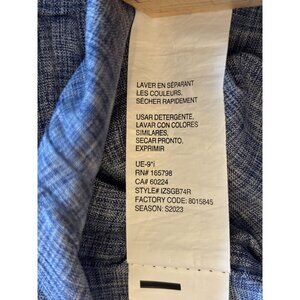 LAVER EN SÉPARANT
LES COULEURS,
SÉCHER RAPIDEMENT
USAR DETERGENTE,
LAVAR CON COLORES
SIMILARES,
SECAR PRONTO,
EXPRIMIR
UE-9*i
RN# 165798
CA# 60224
STYLE# IZSGB74R
FACTORY CODE: 8015845
SEASON: S2023